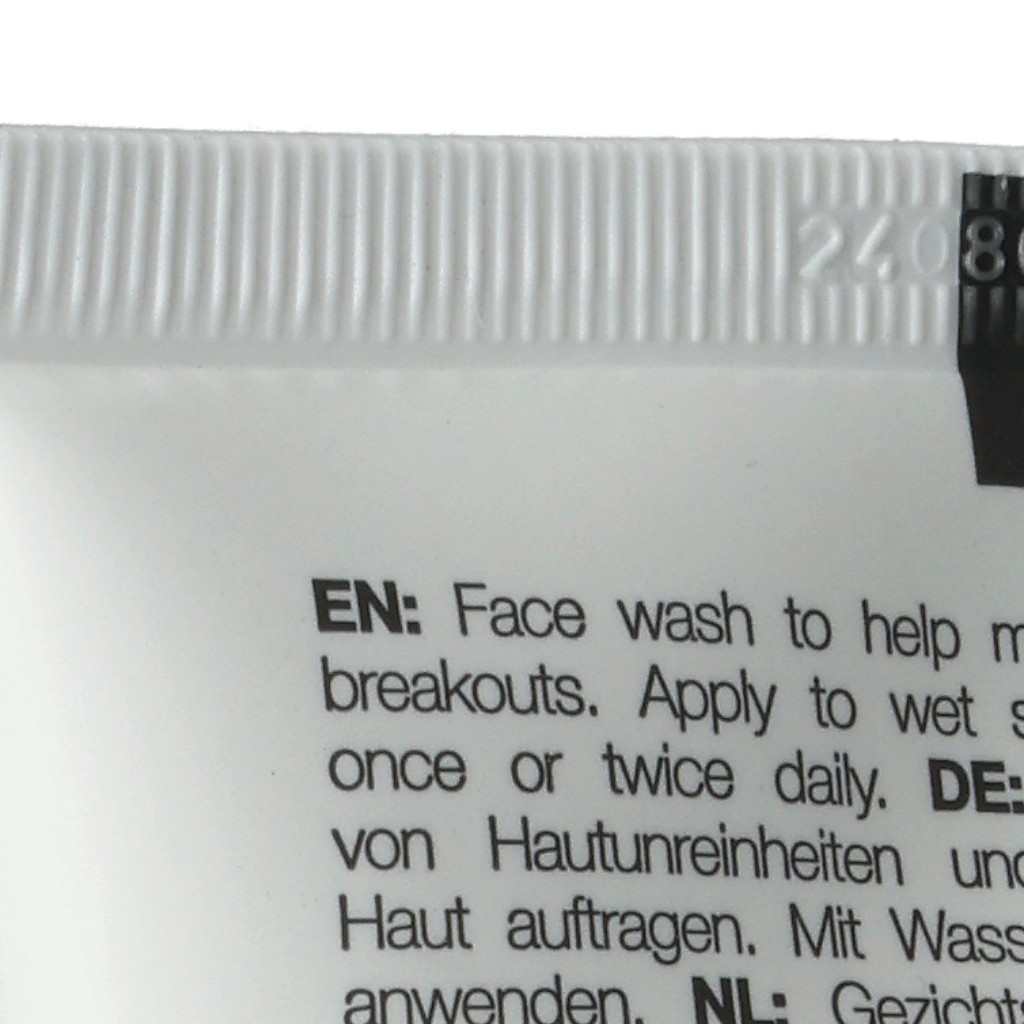 2408
EN: Face wash to help
breakouts. Apply to wet
once or twice daily. DE:
von Hautunreinheiten
Haut auftragen. Mit
anwenden. NL: